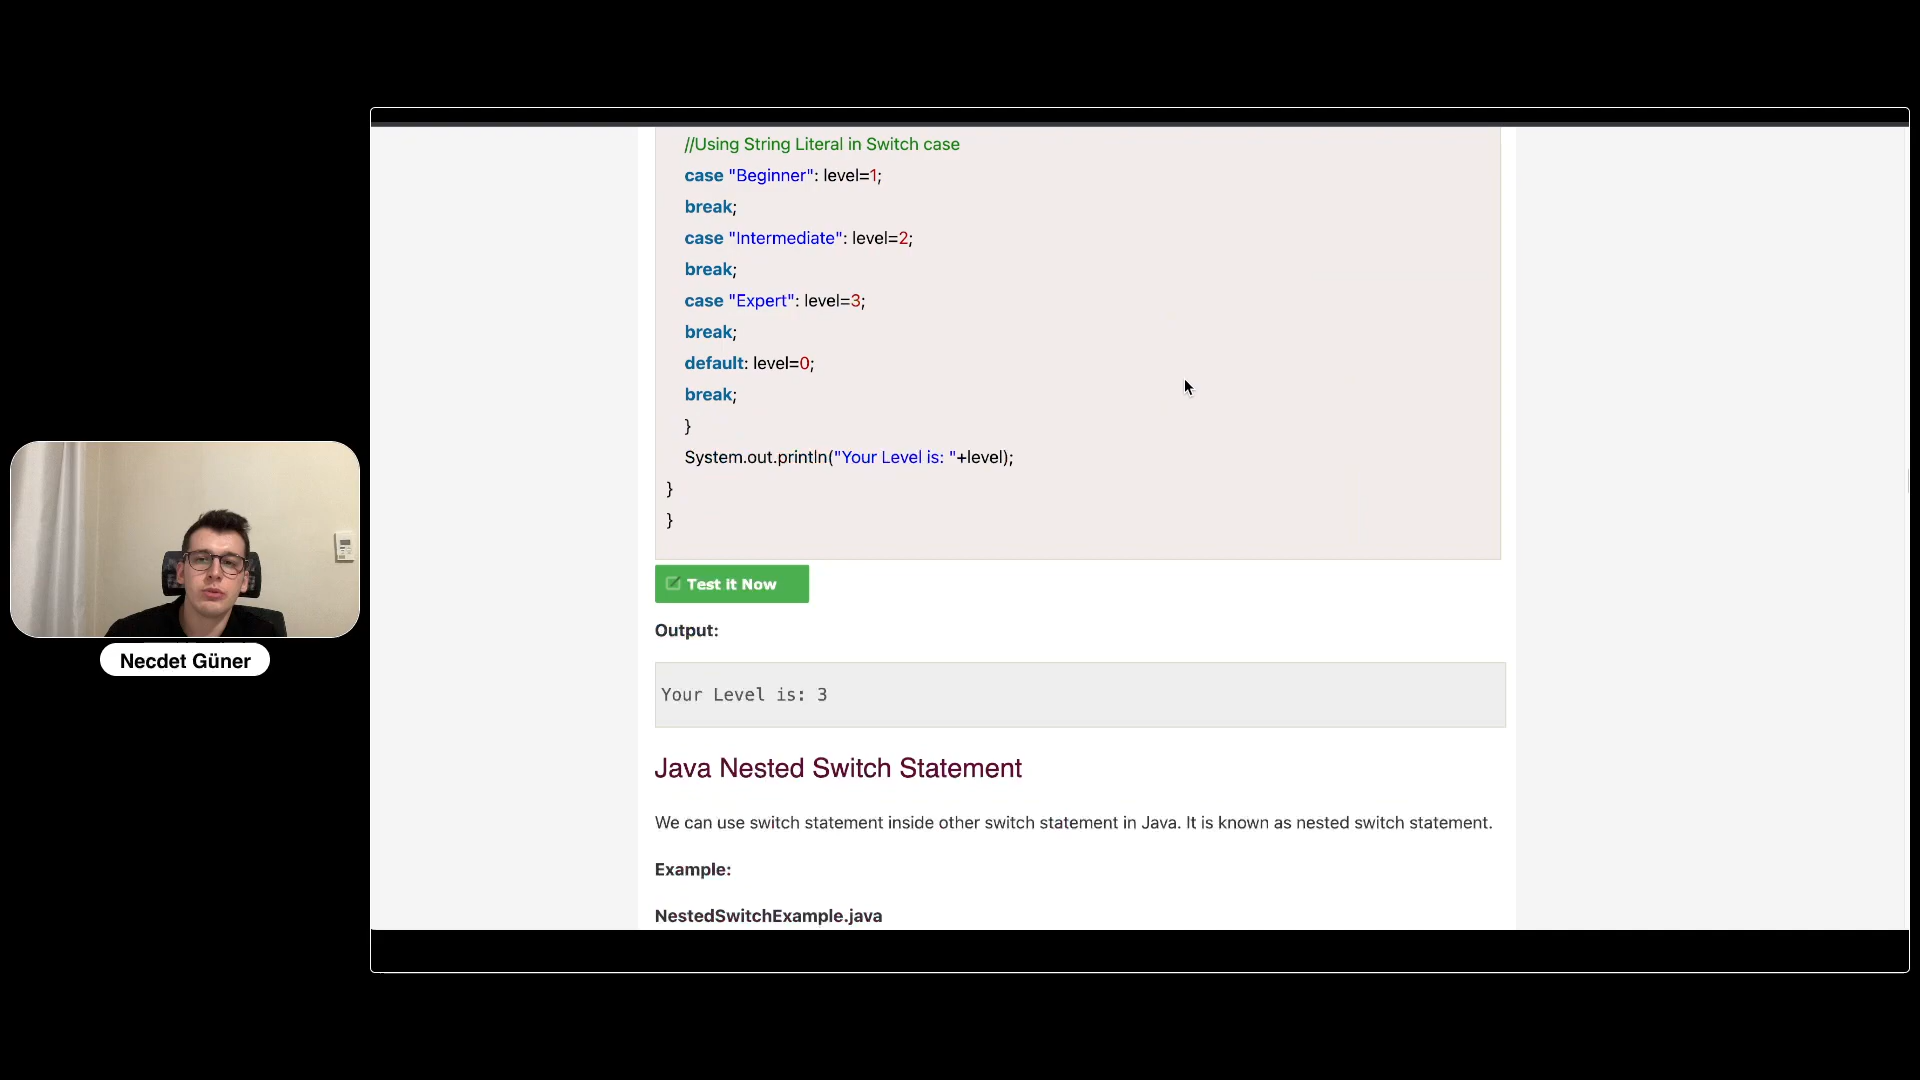 //Using String Literal in Switch case
case "Beginner": level=1;
break;
case "Intermediate": level=2;
break;
case "Expert": level=3;
break;
default: level=0;
break;
}
System.out.println("Your Level is: "+level);
}
}
Test it Now
Output:
Your Level is: 3
Java Nested Switch Statement
We can use switch statement inside other switch statement in Java. It is known as nested switch statement.
Example:
NestedSwitchExample.java
Necdet Güner